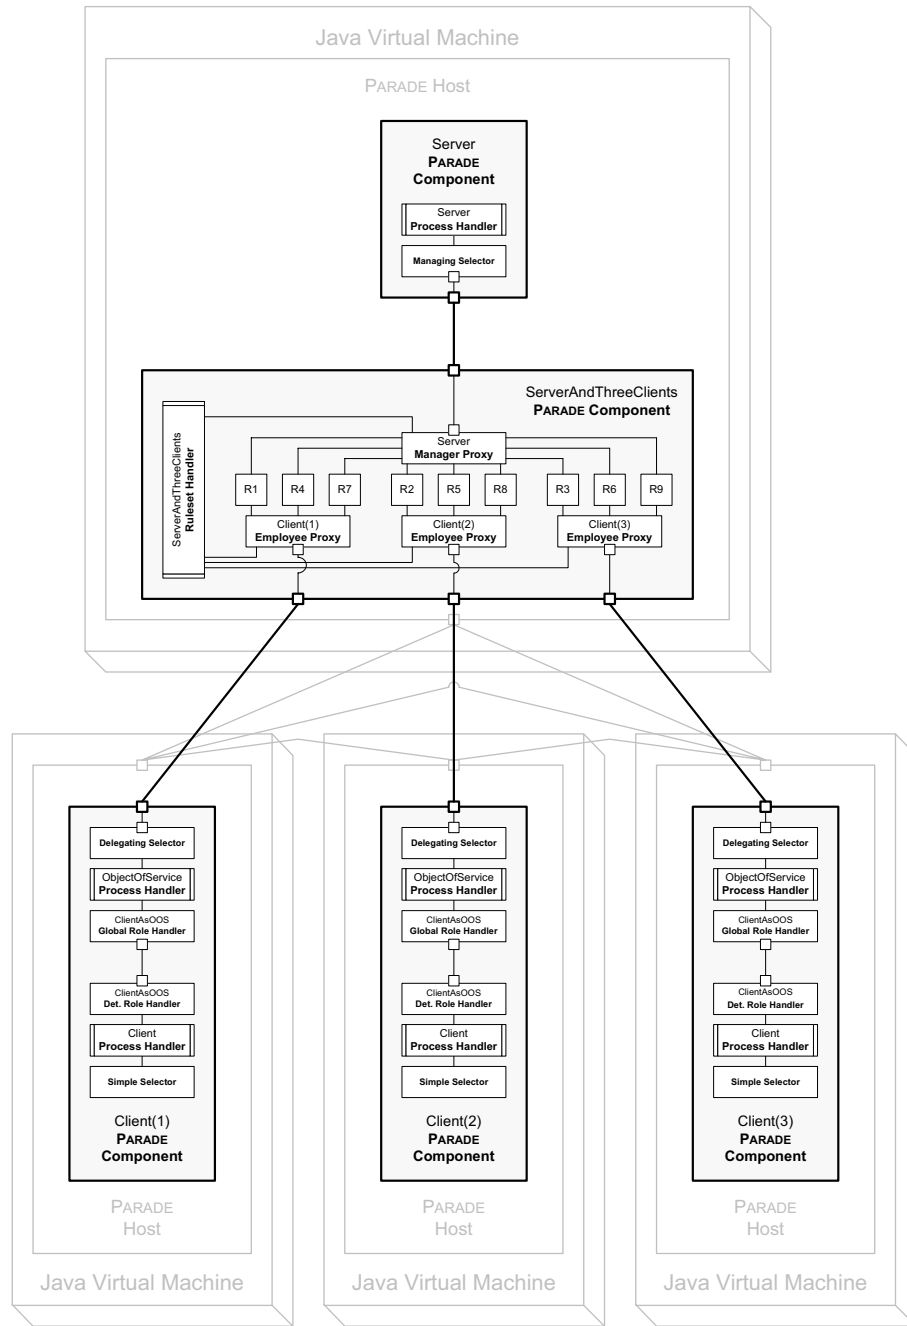 Java Virtual Machine
PARADE Host
Server
PARADE
Component
Server
Process Handler
Managing Selector
ServerAndThreeClients
PARADE Component
ServerAndThreeClients
Ruleset Handler
Server
Manager Proxy
R1
R4
R7
R2
R5
R8
R3
R6
R9
Client(1)
Employee Proxy
Client(2)
Employee Proxy
Client(3)
Employee Proxy
Delegating Selector
ObjectOfService
Process Handler
ClientAsOOS
Global Role Handler
ClientAsOOS
Det. Role Handler
Client
Process Handler
Simple Selector
Client(1)
PARADE
Component
PARADE
Host
Java Virtual Machine
Delegating Selector
ObjectOfService
Process Handler
ClientAsOOS
Global Role Handler
ClientAsOOS
Det. Role Handler
Client
Process Handler
Simple Selector
Client(2)
PARADE
Component
PARADE
Host
Java Virtual Machine
Delegating Selector
ObjectOfService
Process Handler
ClientAsOOS
Global Role Handler
ClientAsOOS
Det. Role Handler
Client
Process Handler
Simple Selector
Client(3)
PARADE
Component
PARADE
Host
Java Virtual Machine